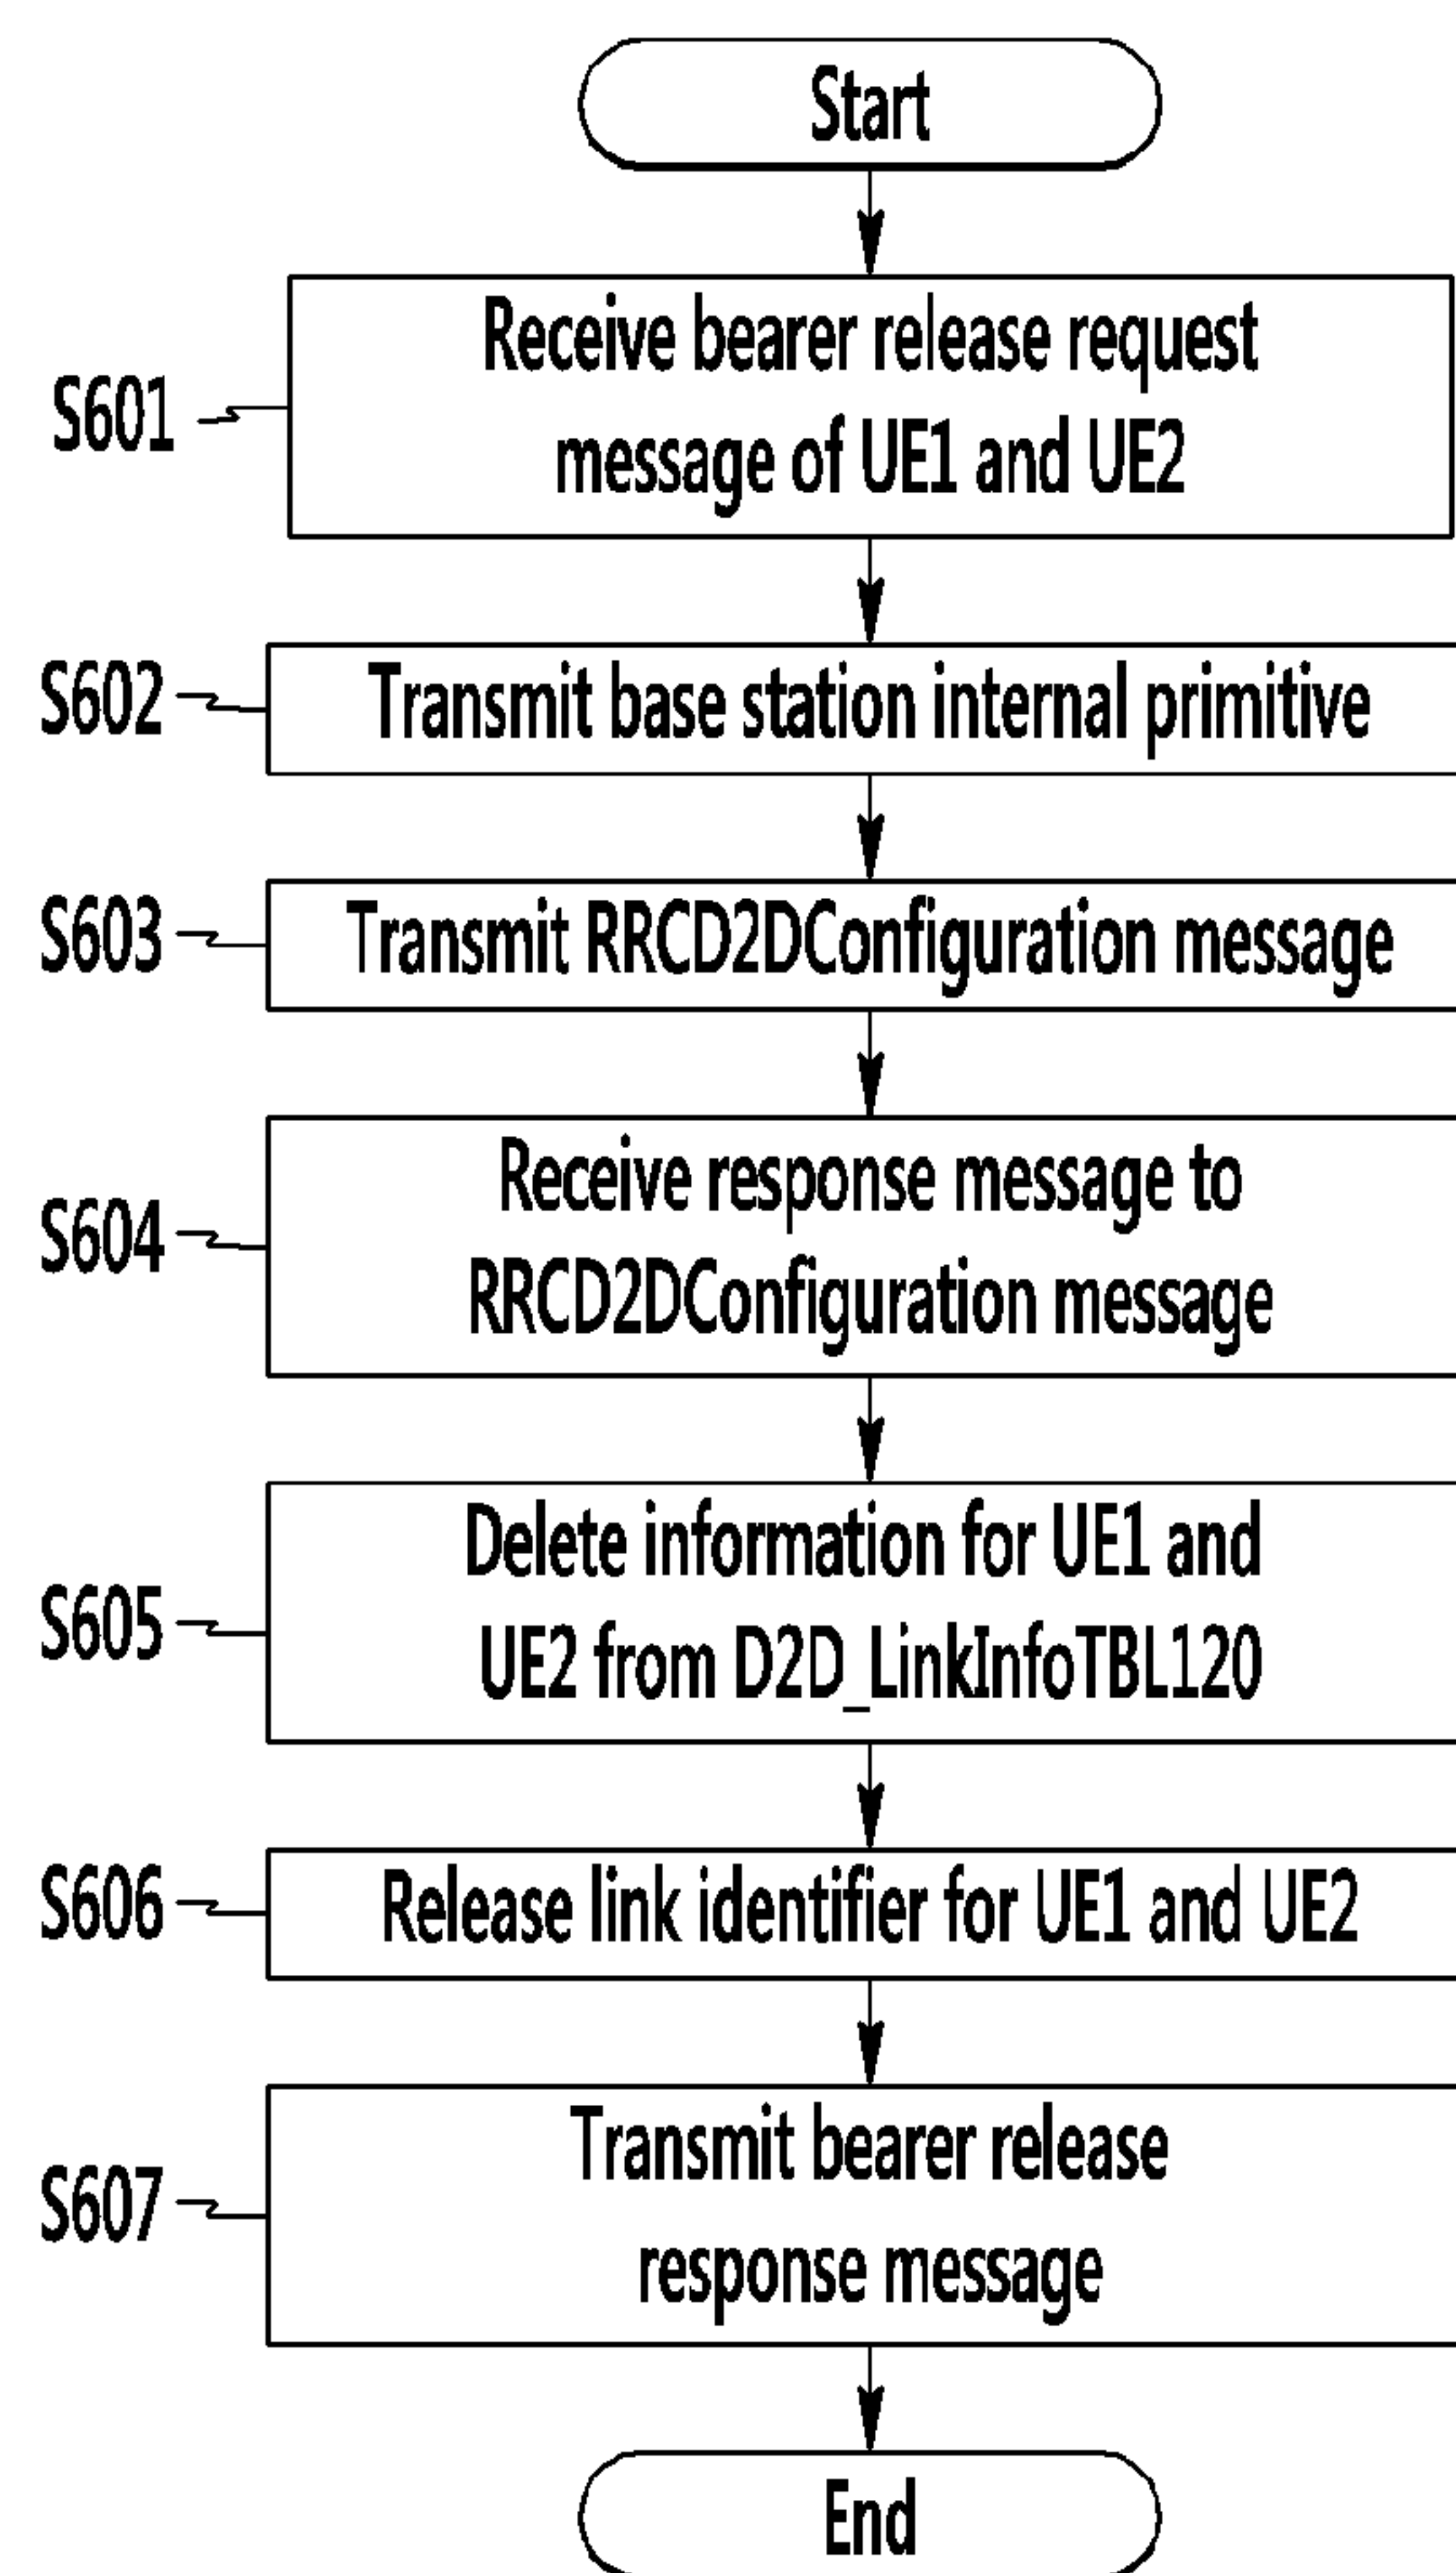 Start
S601
Receive bearer release request
message of UE1 and UE2
S602
Transmit base station internal primitive
S603
Transmit RRCD2DConfiguration message
S604
Receive response message to
RRCD2DConfiguration message
S605
Delete information for UE1 and
UE2 from D2D_LinkInfoTBL120
S606
Release link identifier for UE1 and UE2
S607
Transmit bearer release
response message
End